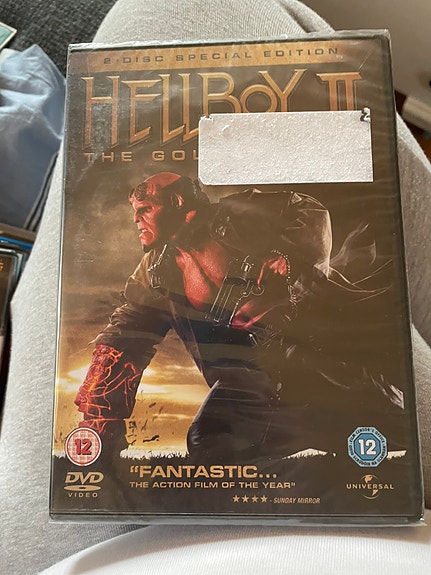 2-DISC SPECIAL EDITION
HELLBOY II
THE GOL
12
12
"FANTASTIC...
THE ACTION FILM OF THE YEAR"
★★★★ - SUNDAY MIRROR
DVD
VIDEO
UNIVERSAL